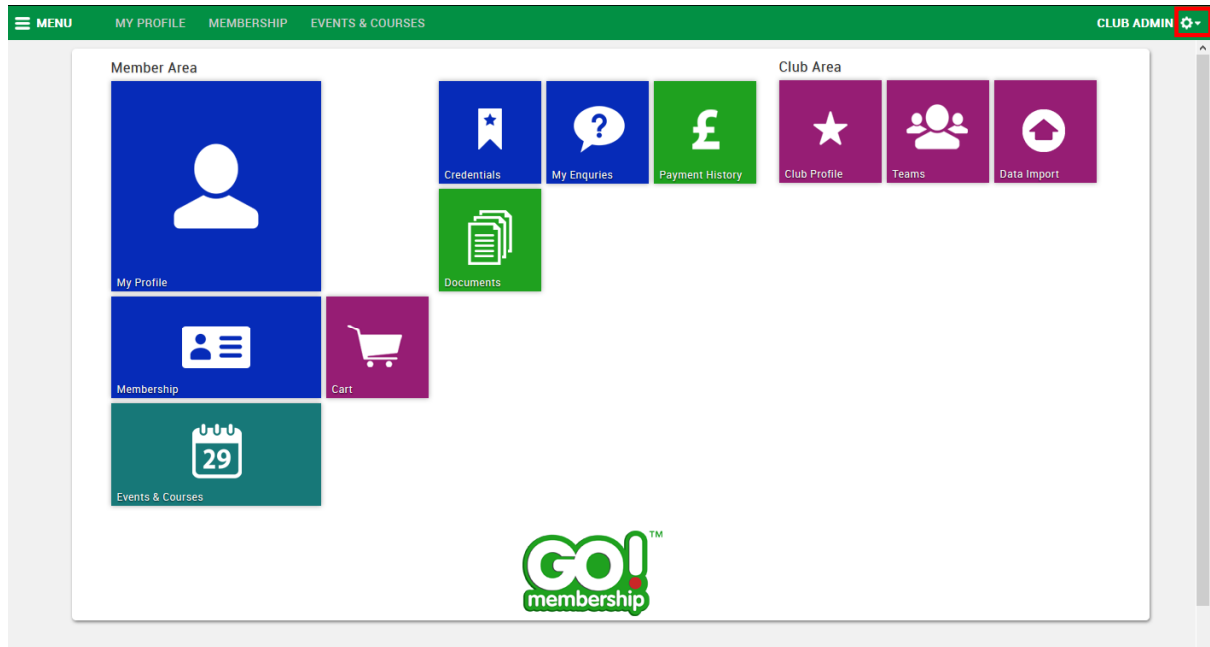 MENU MY PROFILE MEMBERSHIP EVENTS & COURSES CLUB ADMIN
Member Area
Club Area
?
£
Credentials
My Enquries
Payment History
Club Profile
Teams
Data Import
My Profile
Documents
Membership
Cart
29
Events & Courses
GO!™
membership